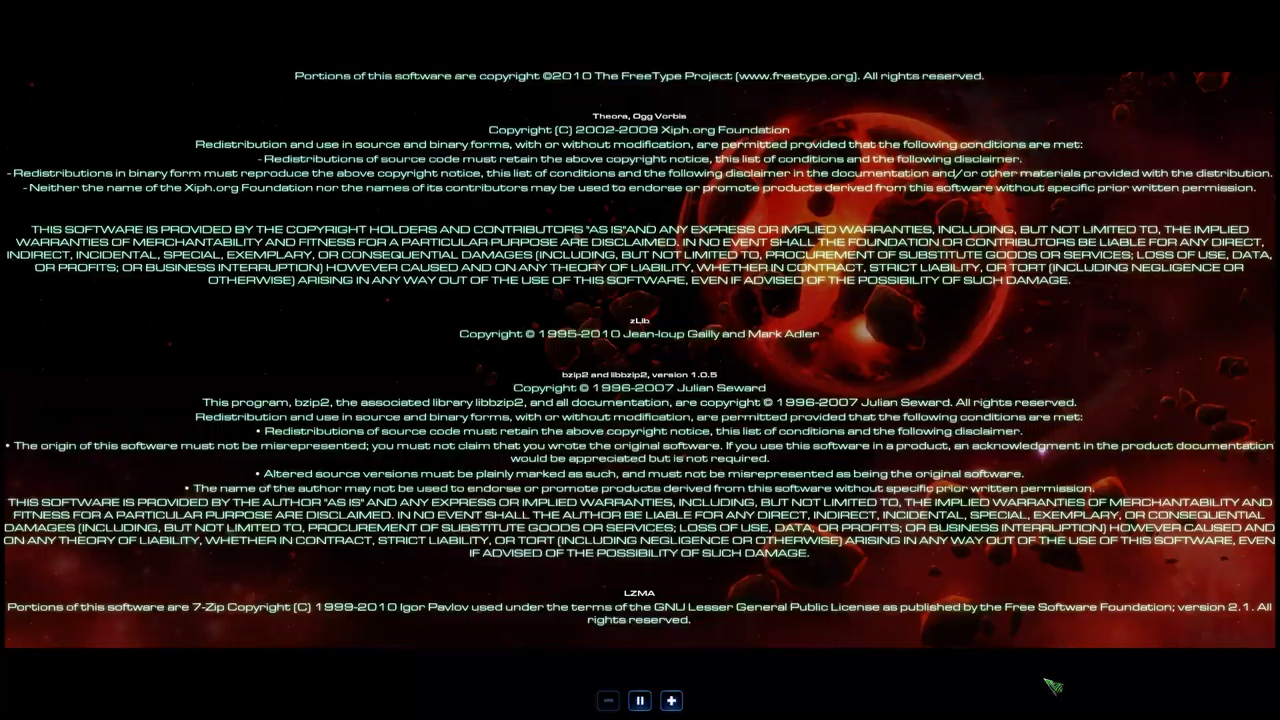 Portions of this software are copyright ©2010 The FreeType Project (www.freetype.org). All rights reserved.
Theora, Ogg Vorbis
Copyright (C) 2002-2009 Xiph.org Foundation
Redistribution and use in source and binary forms, with or without modification, are permitted provided that the following conditions are met:
- Redistributions of source code must retain the above copyright notice, this list of conditions and the following disclaimer.
- Redistributions in binary form must reproduce the above copyright notice, this list of conditions and the following disclaimer in the documentation and/or other materials provided with the distribution.
- Neither the name of the Xiph.org Foundation nor the names of its contributors may be used to endorse or promote products derived from this software without specific prior written permission.
THIS SOFTWARE IS PROVIDED BY THE COPYRIGHT HOLDERS AND CONTRIBUTORS "AS IS"AND ANY EXPRESS OR IMPLIED WARRANTIES, INCLUDING, BUT NOT LIMITED TO, THE IMPLIED
WARRANTIES OF MERCHANTABILITY AND FITNESS FOR A PARTICULAR PURPOSE ARE DISCLAIMED. IN NO EVENT SHALL THE FOUNDATION OR CONTRIBUTORS BE LIABLE FOR ANY DIRECT,
INDIRECT, INCIDENTAL, SPECIAL, EXEMPLARY, OR CONSEQUENTIAL DAMAGES (INCLUDING, BUT NOT LIMITED TO, PROCUREMENT OF SUBSTITUTE GOODS OR SERVICES; LOSS OF USE, DATA,
OR PROFITS; OR BUSINESS INTERRUPTION) HOWEVER CAUSED AND ON ANY THEORY OF LIABILITY, WHETHER IN CONTRACT, STRICT LIABILITY, OR TORT (INCLUDING NEGLIGENCE OR
OTHERWISE) ARISING IN ANY WAY OUT OF THE USE OF THIS SOFTWARE, EVEN IF ADVISED OF THE POSSIBILITY OF SUCH DAMAGE.
zLib
Copyright © 1995-2010 Jean-loup Gailly and Mark Adler
bzip2 and libbzip2, version 1.0.5
Copyright © 1996-2007 Julian Seward
This program, bzip2, the associated library libbzip2, and all documentation, are copyright © 1996-2007 Julian Seward. All rights reserved.
Redistribution and use in source and binary forms, with or without modification, are permitted provided that the following conditions are met:
• Redistributions of source code must retain the above copyright notice, this list of conditions and the following disclaimer.
• The origin of this software must not be misrepresented; you must not claim that you wrote the original software. If you use this software in a product, an acknowledgment in the product documentation
would be appreciated but is not required.
• Altered source versions must be plainly marked as such, and must not be misrepresented as being the original software.
• The name of the author may not be used to endorse or promote products derived from this software without specific prior written permission.
THIS SOFTWARE IS PROVIDED BY THE AUTHOR "AS IS" AND ANY EXPRESS OR IMPLIED WARRANTIES, INCLUDING, BUT NOT LIMITED TO, THE IMPLIED WARRANTIES OF MERCHANTABILITY AND
FITNESS FOR A PARTICULAR PURPOSE ARE DISCLAIMED. IN NO EVENT SHALL THE AUTHOR BE LIABLE FOR ANY DIRECT, INDIRECT, INCIDENTAL, SPECIAL, EXEMPLARY, OR CONSEQUENTIAL
DAMAGES (INCLUDING, BUT NOT LIMITED TO, PROCUREMENT OF SUBSTITUTE GOODS OR SERVICES; LOSS OF USE, DATA, OR PROFITS; OR BUSINESS INTERRUPTION) HOWEVER CAUSED AND
ON ANY THEORY OF LIABILITY, WHETHER IN CONTRACT, STRICT LIABILITY, OR TORT (INCLUDING NEGLIGENCE OR OTHERWISE) ARISING IN ANY WAY OUT OF THE USE OF THIS SOFTWARE, EVEN
IF ADVISED OF THE POSSIBILITY OF SUCH DAMAGE.
LZMA
Portions of this software are 7-Zip Copyright (C) 1999-2010 Igor Pavlov used under the terms of the GNU Lesser General Public License as published by the Free Software Foundation; version 2.1. All
rights reserved.